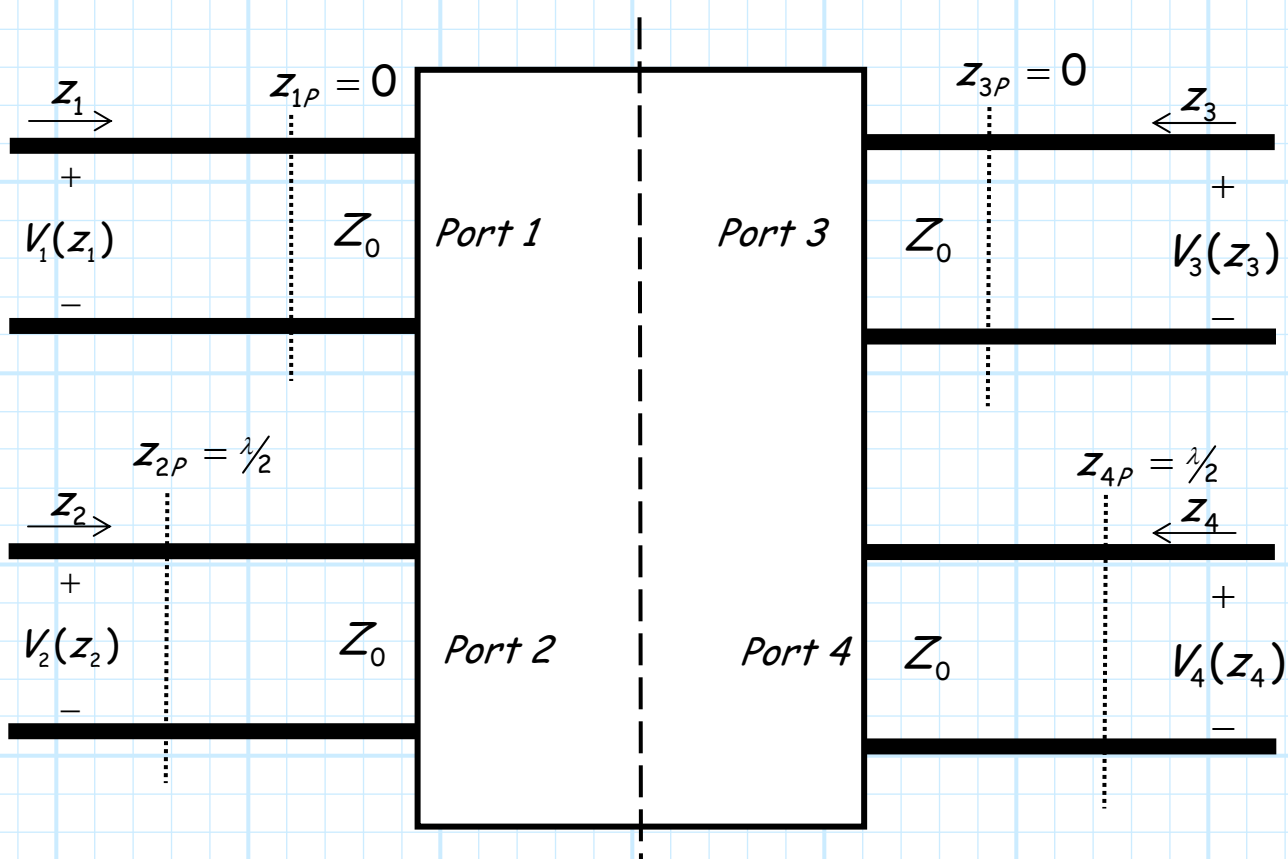 z₁
z₁P = 0
z₃P = 0
z₃
+
V₁(z₁)
−
Z₀
Port 1
Port 3
Z₀
+
V₃(z₃)
−
z₂P = λ/2
z₂
z₄P = λ/2
z₄
+
V₂(z₂)
−
Z₀
Port 2
Port 4
Z₀
+
V₄(z₄)
−